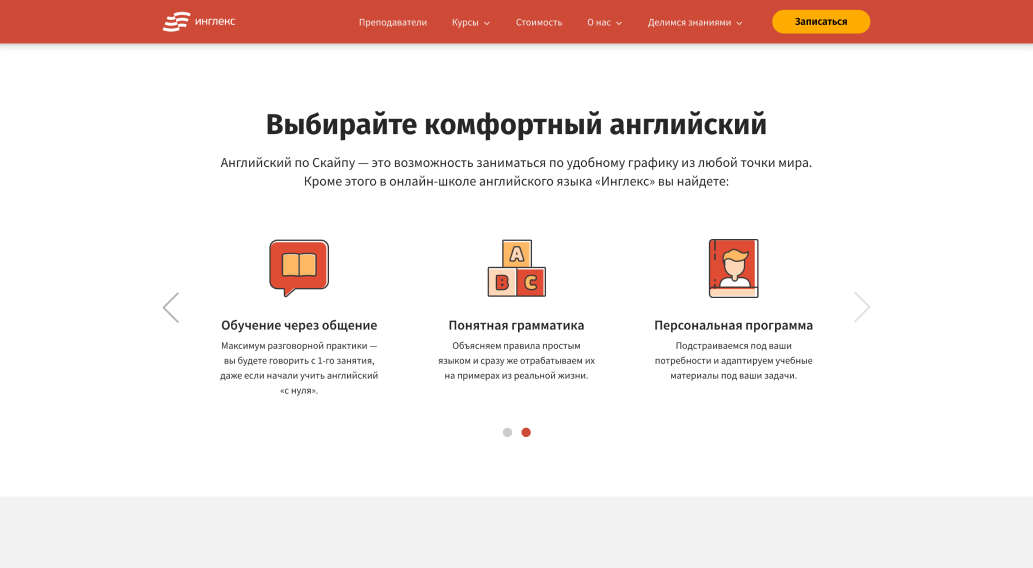 инглекс
Преподаватели
Курсы
Стоимость
О нас
Делимся знаниями
Записаться
Выбирайте комфортный английский
Английский по Скайпу — это возможность заниматься по удобному графику из любой точки мира.
Кроме этого в онлайн-школе английского языка «Инглекс» вы найдете:
A
B C
Обучение через общение
Максимум разговорной практики —
вы будете говорить с 1-го занятия,
даже если начали учить английский
«с нуля».
Понятная грамматика
Объясняем правила простым
языком и сразу же отрабатываем их
на примерах из реальной жизни.
Персональная программа
Подстраиваемся под ваши
потребности и адаптируем учебные
материалы под ваши задачи.